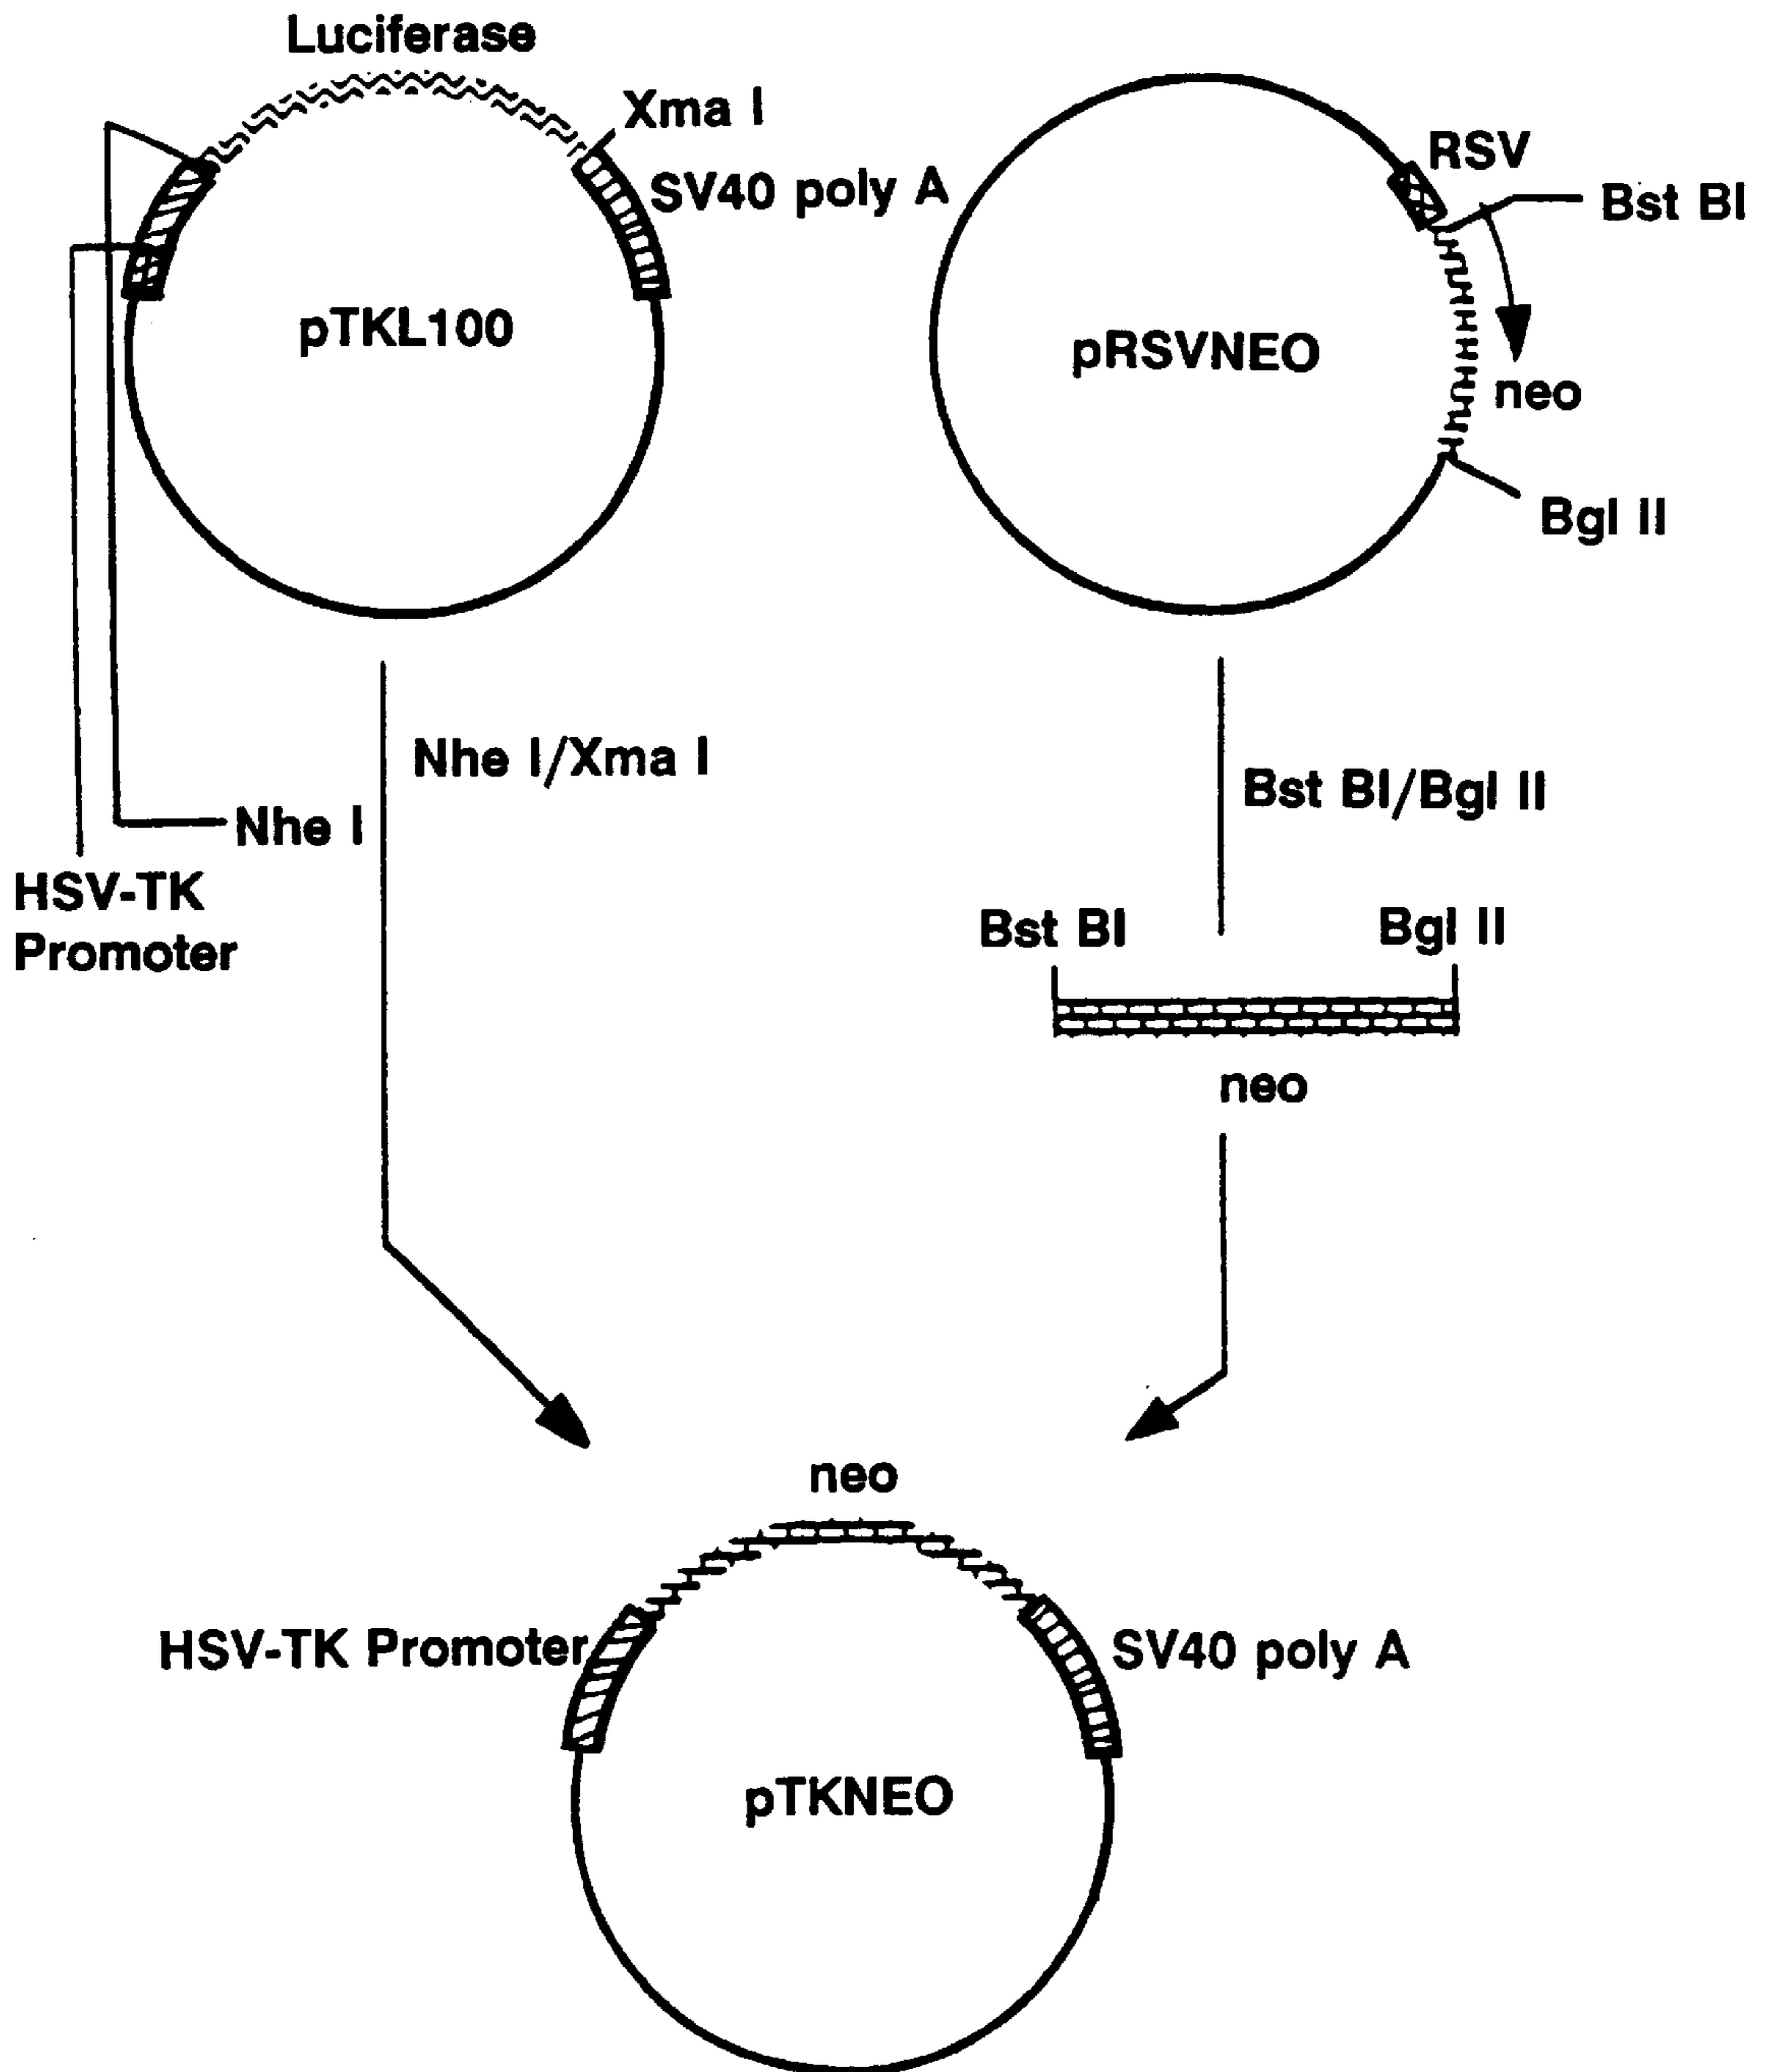 Luciferase
Xma I
SV40 poly A
pTKL100
RSV
Bst BI
pRSVNEO
neo
Bgl II
Nhe I/Xma I
Nhe I
HSV-TK
Promoter
Bst BI/Bgl II
Bst BI
Bgl II
neo
neo
HSV-TK Promoter
SV40 poly A
pTKNEO